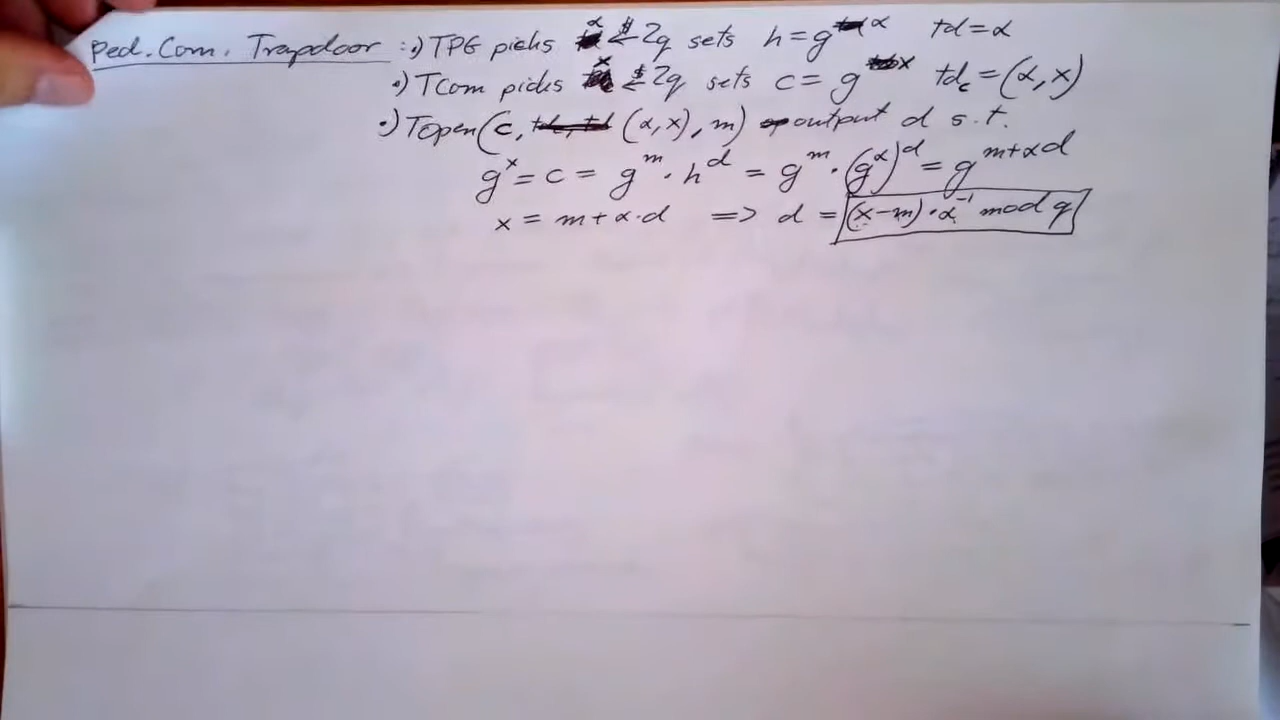 Ped. Com. Trapdoor : •) TPG picks α $← Zq sets h = g^α td = α
•) TCom picks x $← Zq sets c = g^x td_c = (α, x)
•) Topen(c, (α, x), m) output d s.t.
g^x = c = g^m · h^d = g^m · (g^α)^d = g^{m+αd}
x = m + α·d => d = (x-m)·α^{-1} mod q